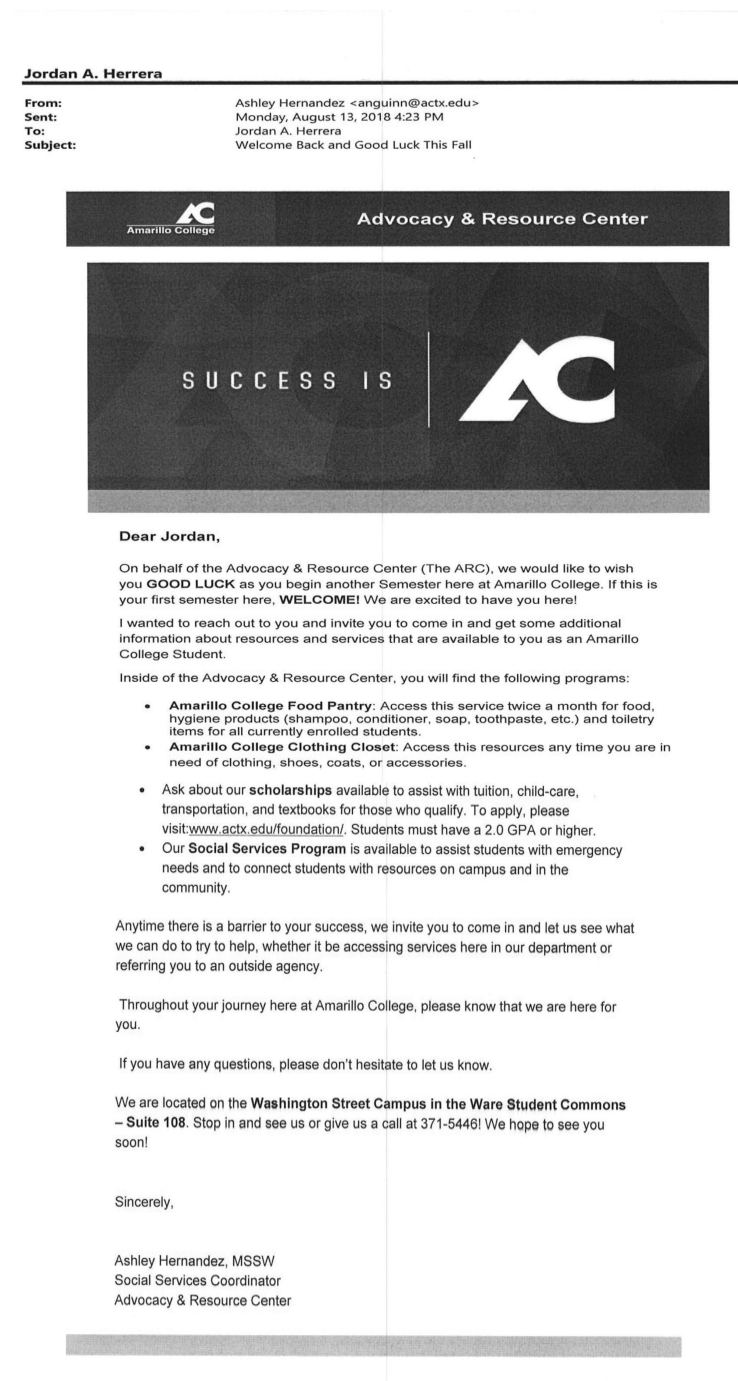 Jordan A. Herrera
From: Ashley Hernandez <anguinn@actx.edu>
Sent: Monday, August 13, 2018 4:23 PM
To: Jordan A. Herrera
Subject: Welcome Back and Good Luck This Fall
AC
Amarillo College
Advocacy & Resource Center
SUCCESS IS
AC
Dear Jordan,
On behalf of the Advocacy & Resource Center (The ARC), we would like to wish
you GOOD LUCK as you begin another Semester here at Amarillo College. If this is
your first semester here, WELCOME! We are excited to have you here!
I wanted to reach out to you and invite you to come in and get some additional
information about resources and services that are available to you as an Amarillo
College Student.
Inside of the Advocacy & Resource Center, you will find the following programs:
• Amarillo College Food Pantry: Access this service twice a month for food,
hygiene products (shampoo, conditioner, soap, toothpaste, etc.) and toiletry
items for all currently enrolled students.
• Amarillo College Clothing Closet: Access this resources any time you are in
need of clothing, shoes, coats, or accessories.
• Ask about our scholarships available to assist with tuition, child-care,
transportation, and textbooks for those who qualify. To apply, please
visit:www.actx.edu/foundation/. Students must have a 2.0 GPA or higher.
• Our Social Services Program is available to assist students with emergency
needs and to connect students with resources on campus and in the
community.
Anytime there is a barrier to your success, we invite you to come in and let us see what
we can do to try to help, whether it be accessing services here in our department or
referring you to an outside agency.
Throughout your journey here at Amarillo College, please know that we are here for
you.
If you have any questions, please don't hesitate to let us know.
We are located on the Washington Street Campus in the Ware Student Commons
– Suite 108. Stop in and see us or give us a call at 371-5446! We hope to see you
soon!
Sincerely,
Ashley Hernandez, MSSW
Social Services Coordinator
Advocacy & Resource Center